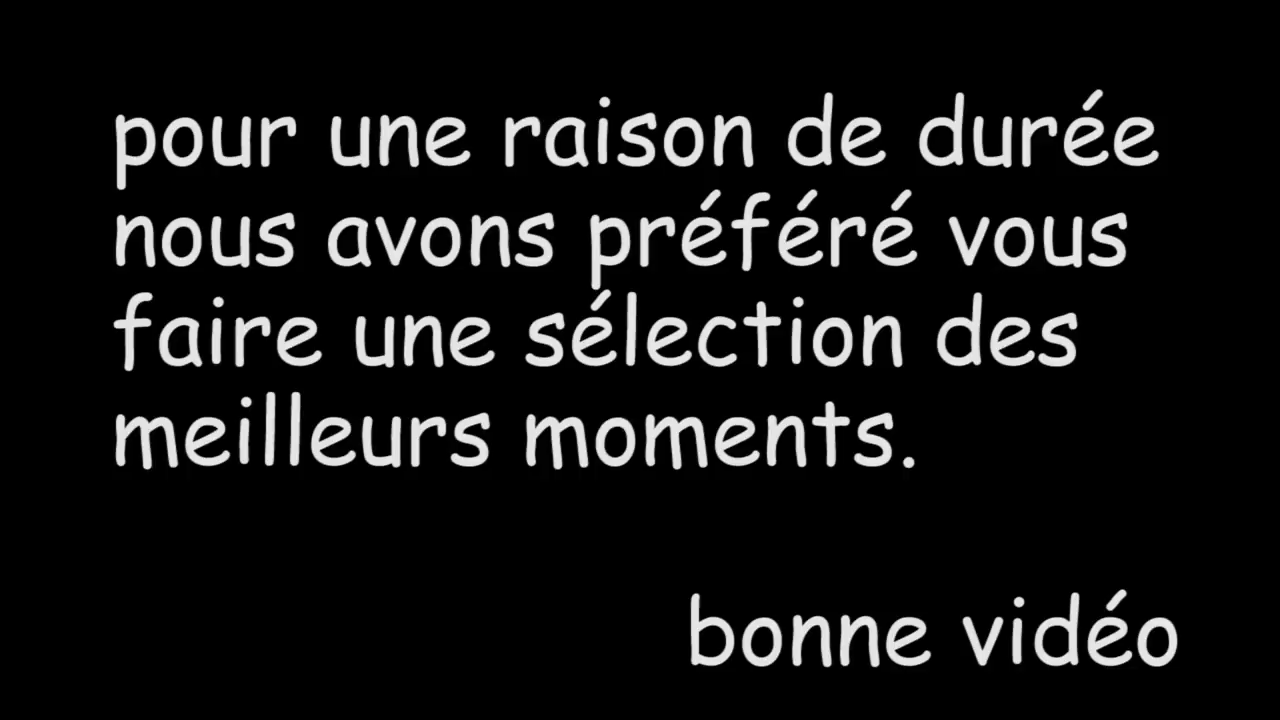 pour une raison de durée
nous avons préféré vous
faire une sélection des
meilleurs moments.
bonne vidéo